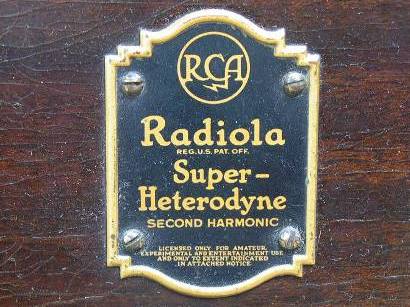 RCA
Radiola
REG. U.S. PAT. OFF.
Super-
Heterodyne
SECOND HARMONIC
LICENSED ONLY FOR AMATEUR,
EXPERIMENTAL AND ENTERTAINMENT USE
AND ONLY TO EXTENT INDICATED
IN ATTACHED NOTICE